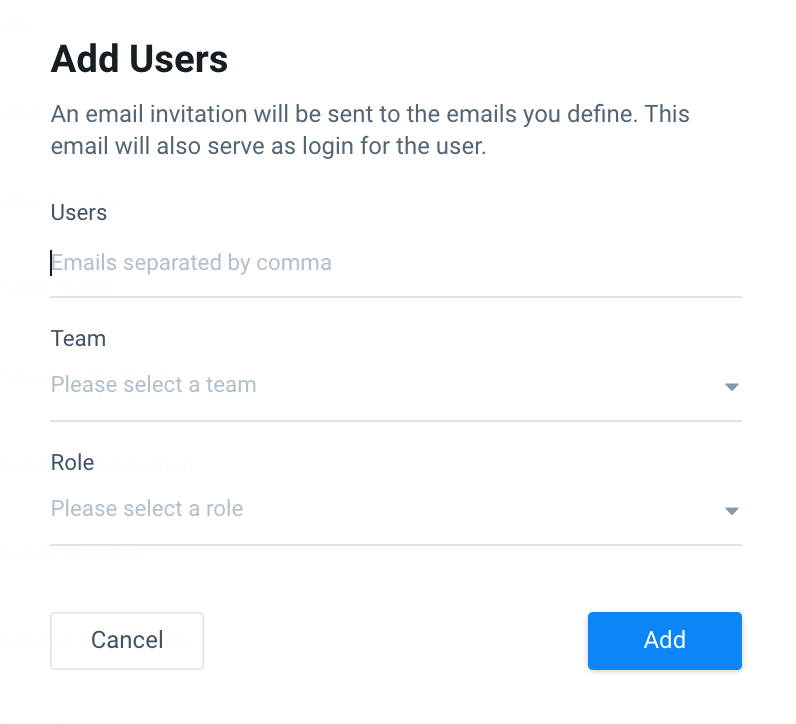 Add Users
An email invitation will be sent to the emails you define. This
email will also serve as login for the user.
Users
Emails separated by comma
Team
Please select a team
Role
Please select a role
Cancel
Add